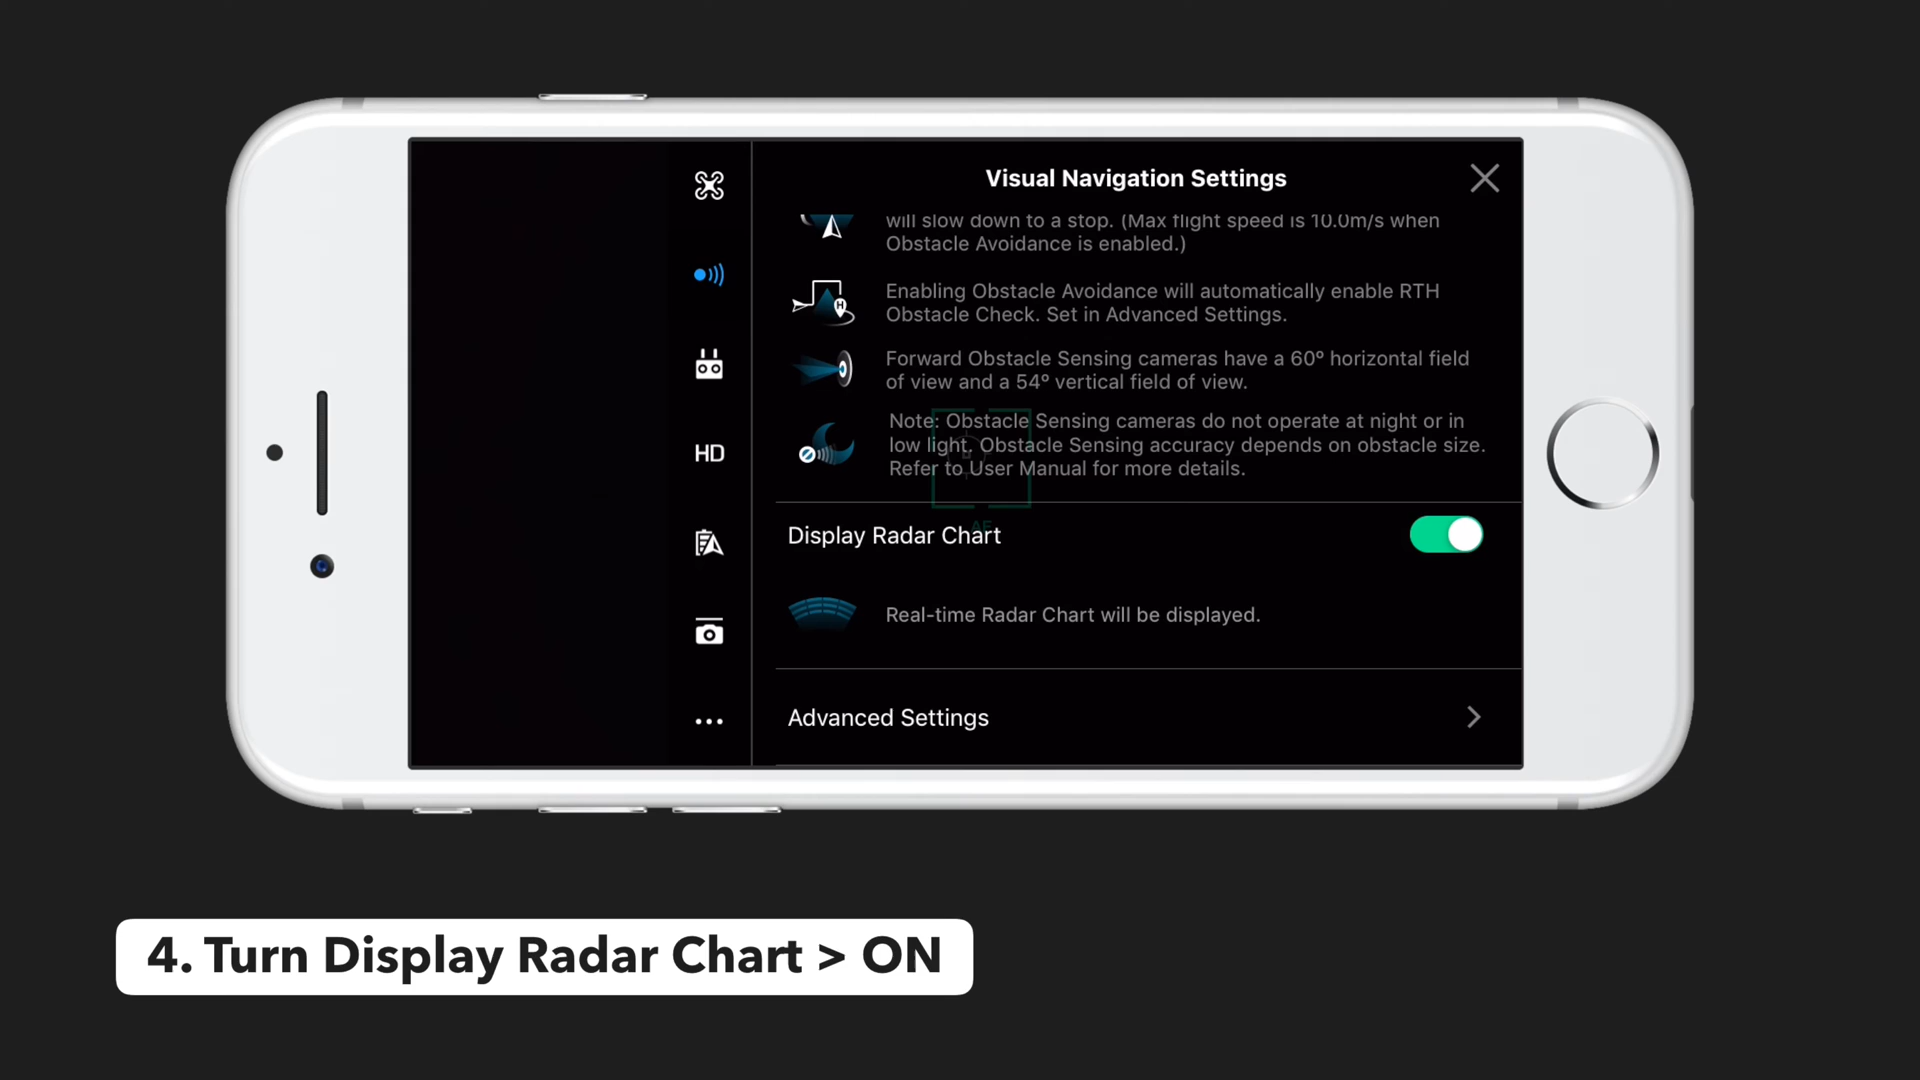 Visual Navigation Settings
will slow down to a stop. (Max flight speed is 10.0m/s when
Obstacle Avoidance is enabled.)
Enabling Obstacle Avoidance will automatically enable RTH
Obstacle Check. Set in Advanced Settings.
H
Forward Obstacle Sensing cameras have a 60º horizontal field
of view and a 54º vertical field of view.
Note: Obstacle Sensing cameras do not operate at night or in
low light. Obstacle Sensing accuracy depends on obstacle size.
Refer to User Manual for more details.
HD
AF
Display Radar Chart
Real-time Radar Chart will be displayed.
Advanced Settings
4. Turn Display Radar Chart > ON